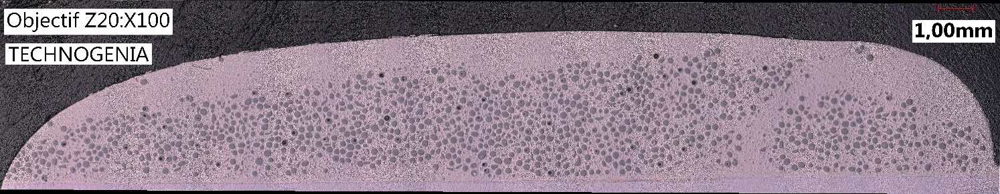 Objectif Z20:X100
TECHNOGENIA
1,00mm